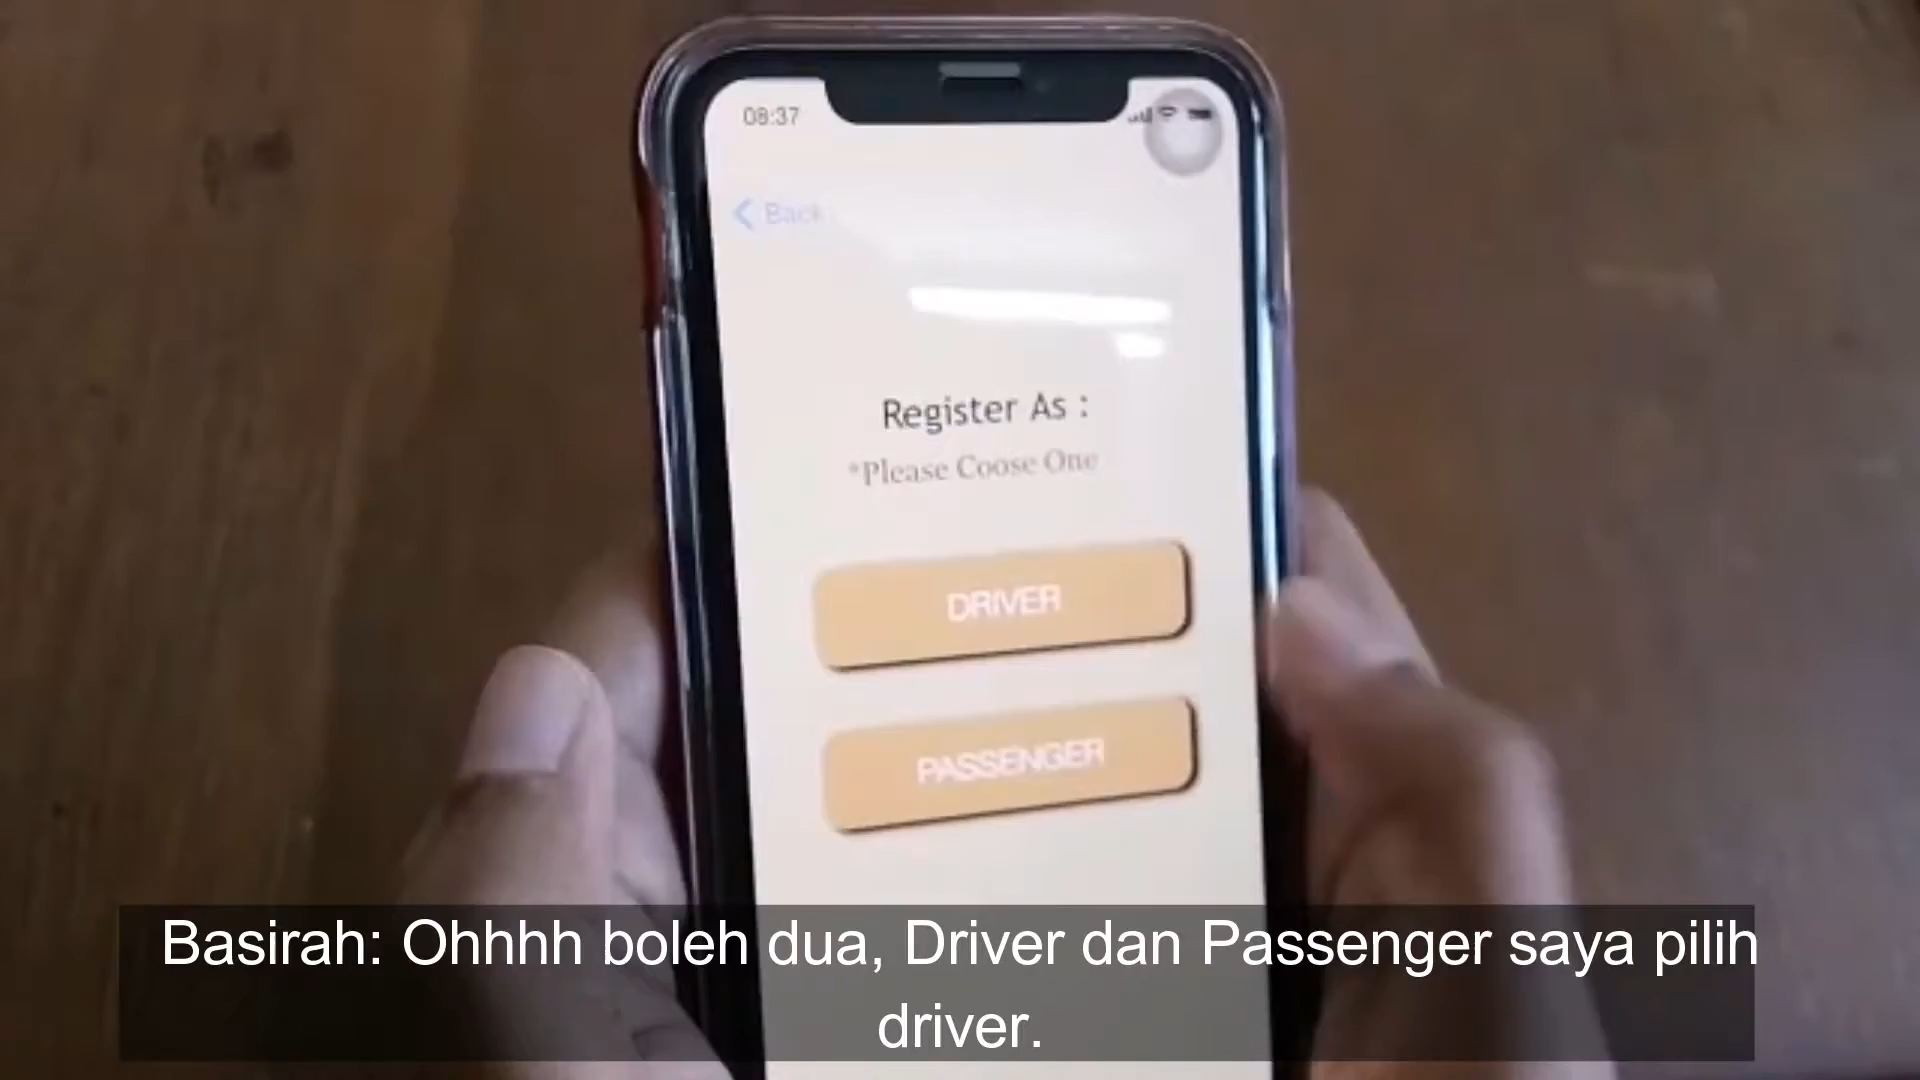 08:37
Back
Register As :
*Please Coose One
DRIVER
PASSENGER
Basirah: Ohhhh boleh dua, Driver dan Passenger saya pilih
driver.